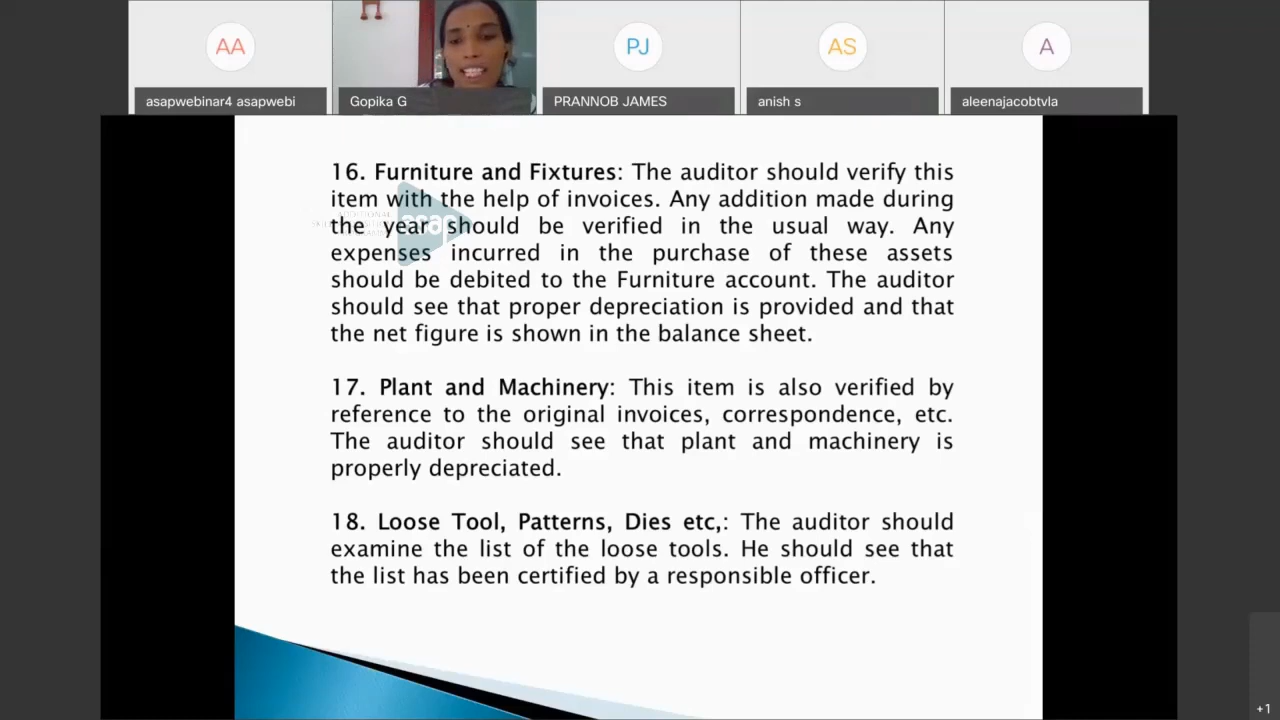 AA
PJ
AS
A
asapwebinar4 asapwebi
Gopika G
PRANNOB JAMES
anish s
aleenajacobtvla
16. Furniture and Fixtures: The auditor should verify this
item with the help of invoices. Any addition made during
the year should be verified in the usual way. Any
expenses incurred in the purchase of these assets
should be debited to the Furniture account. The auditor
should see that proper depreciation is provided and that
the net figure is shown in the balance sheet.
asap
17. Plant and Machinery: This item is also verified by
reference to the original invoices, correspondence, etc.
The auditor should see that plant and machinery is
properly depreciated.
18. Loose Tool, Patterns, Dies etc,: The auditor should
examine the list of the loose tools. He should see that
the list has been certified by a responsible officer.
+1